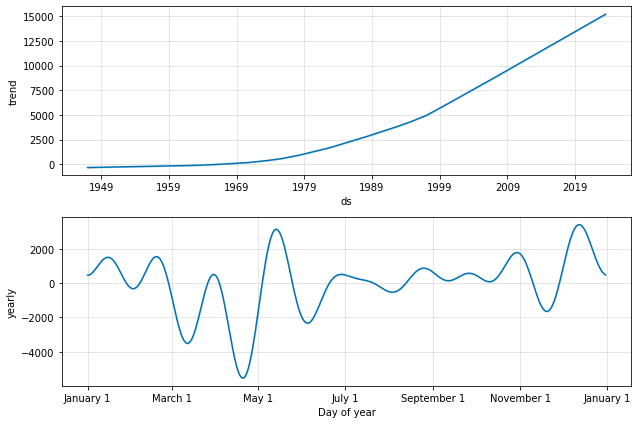 15000
12500
10000
7500
5000
2500
0
trend
1949 1959 1969 1979 1989 1999 2009 2019
ds
2000
0
−2000
−4000
yearly
January 1 March 1 May 1 July 1 September 1 November 1 January 1
Day of year